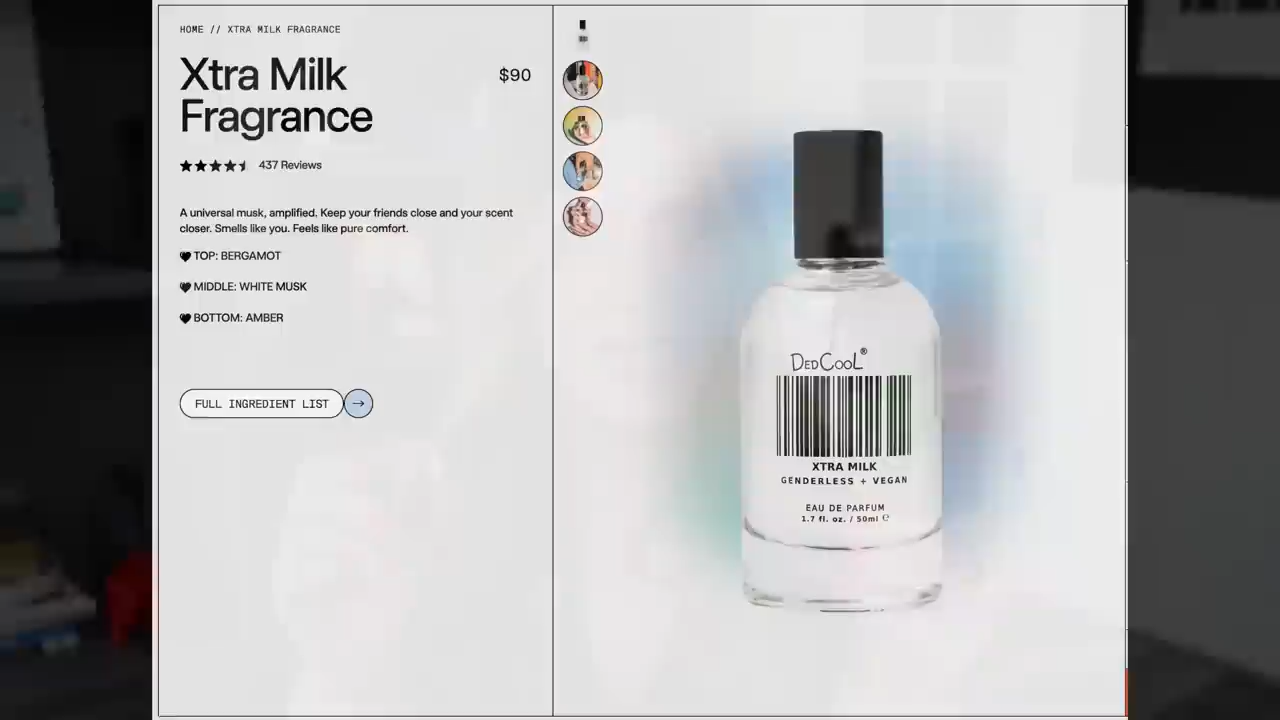 HOME // XTRA MILK FRAGRANCE
Xtra Milk
Fragrance
$90
437 Reviews
A universal musk, amplified. Keep your friends close and your scent
closer. Smells like you. Feels like pure comfort.
TOP: BERGAMOT
MIDDLE: WHITE MUSK
BOTTOM: AMBER
FULL INGREDIENT LIST →
DEDCOOL®
XTRA MILK
GENDERLESS + VEGAN
EAU DE PARFUM
1.7 fl. oz. / 50ml ℮